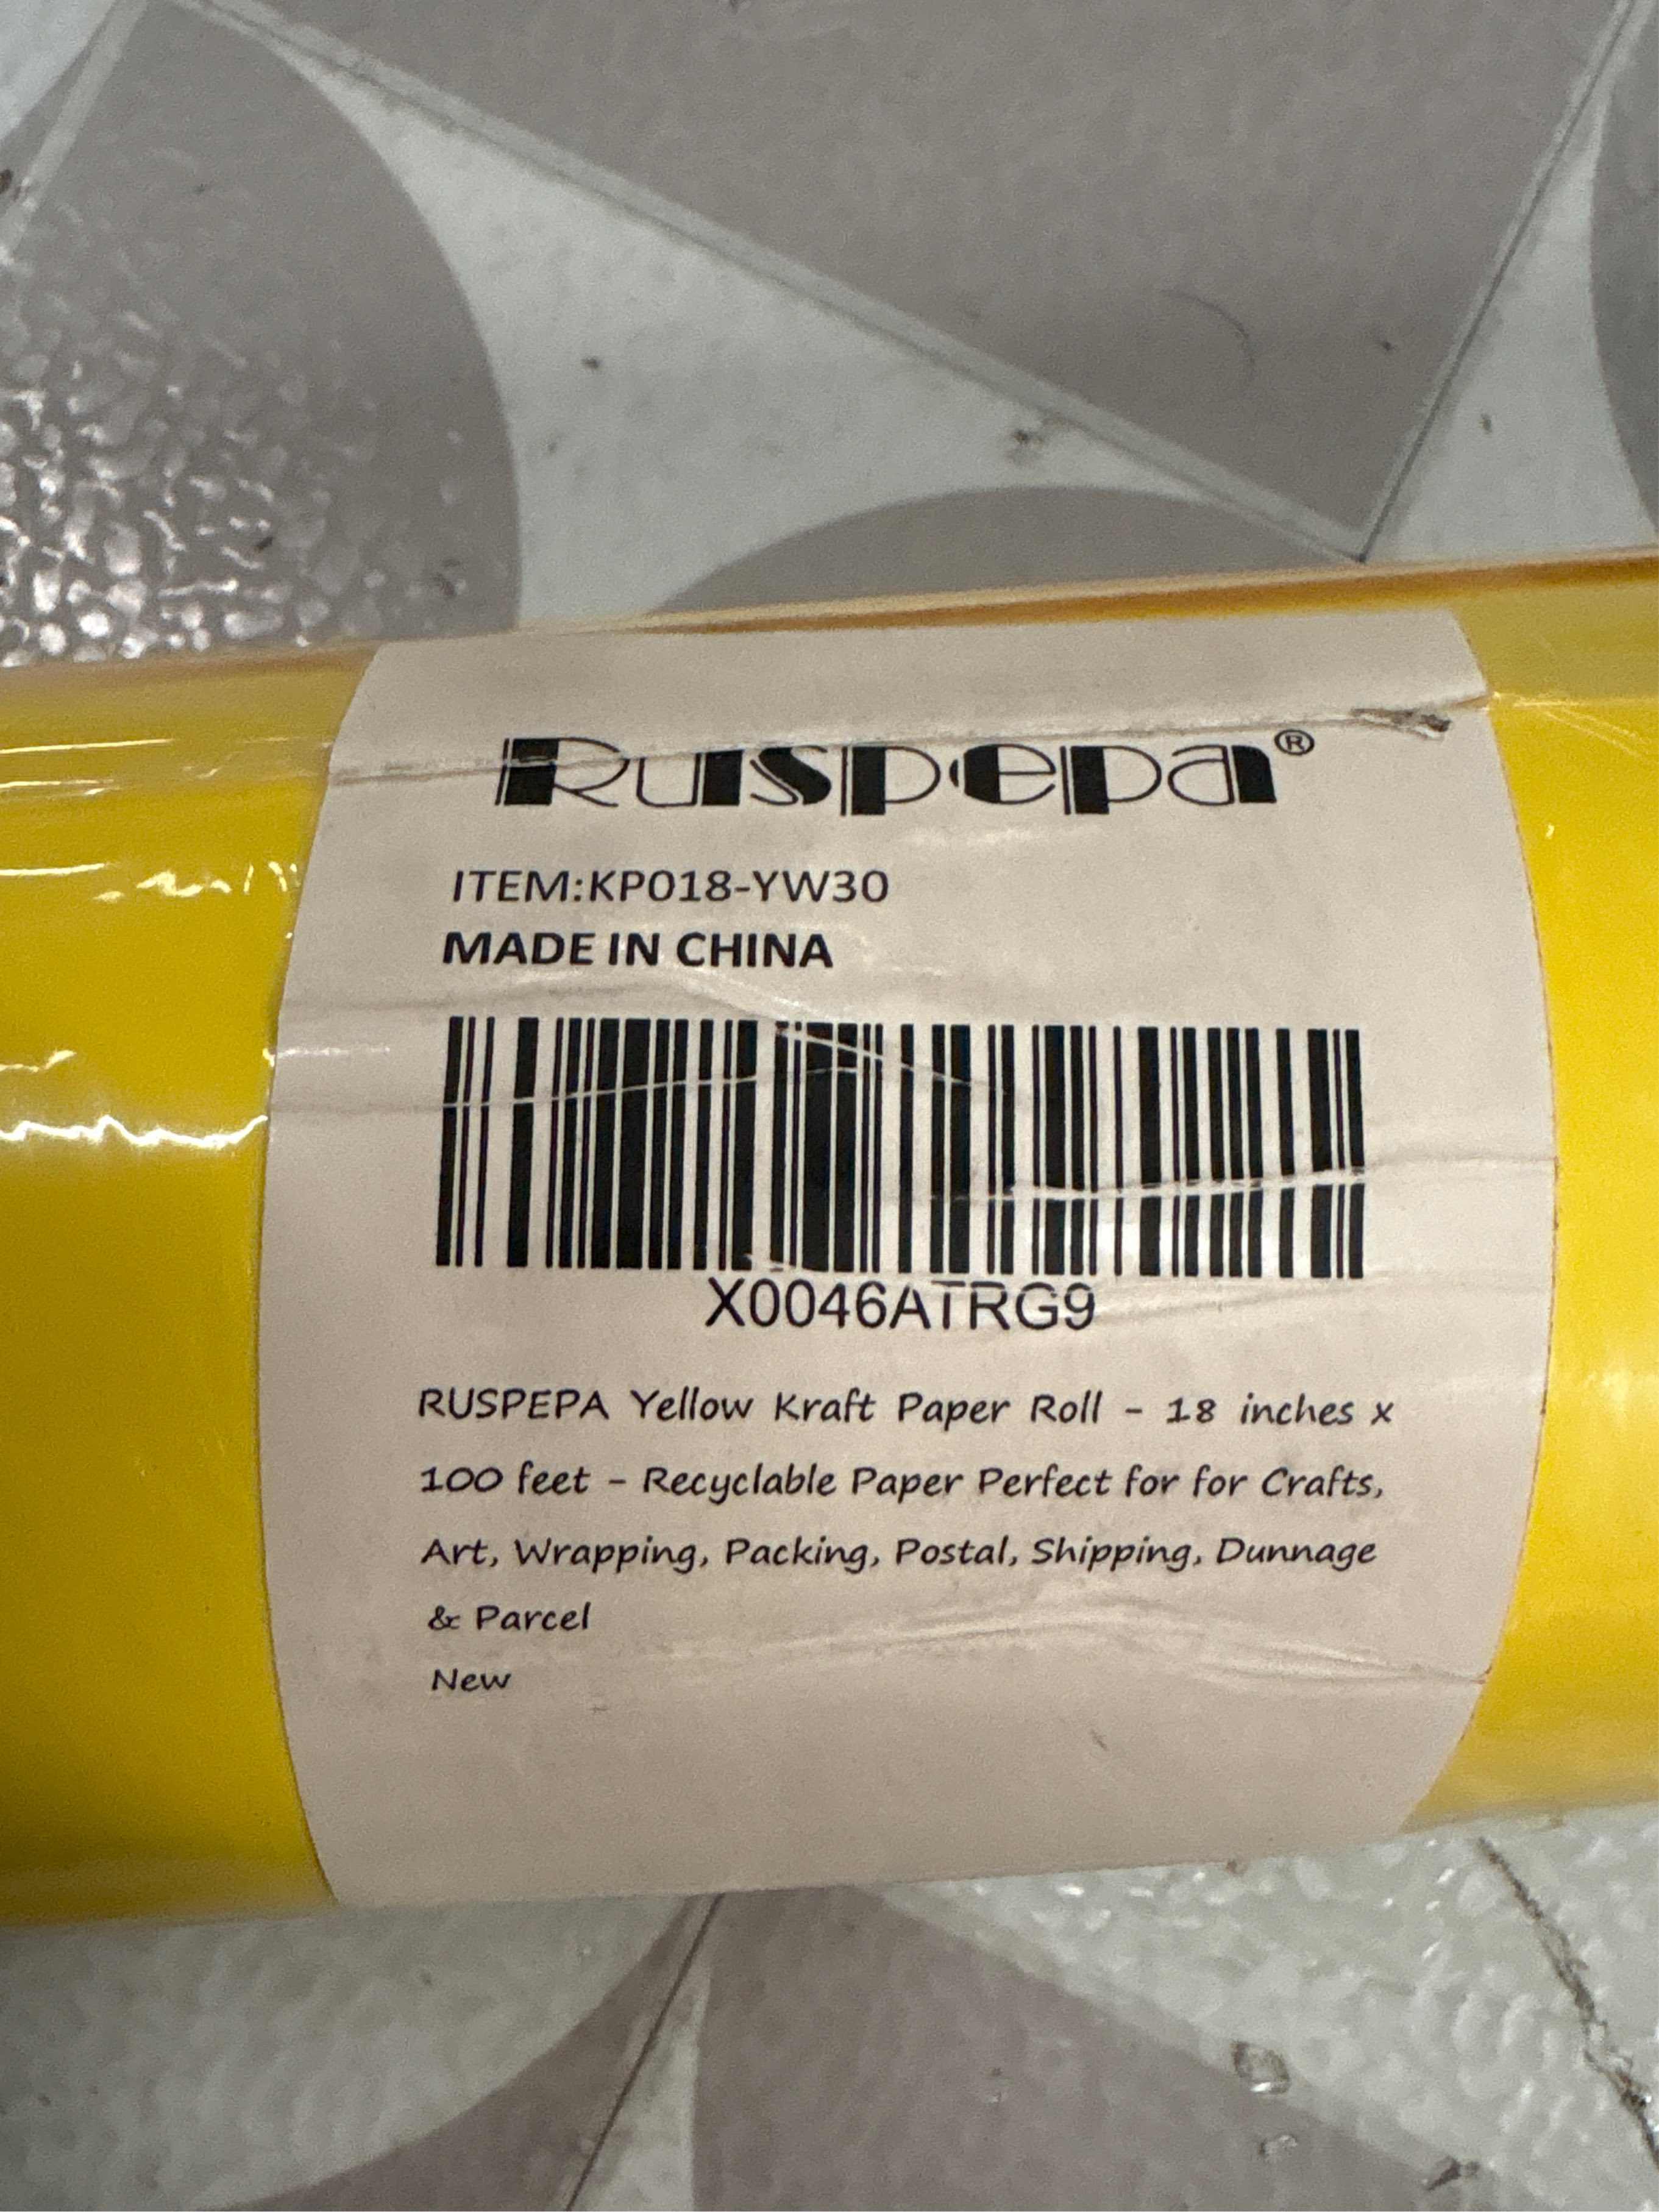 Ruspepa®
ITEM:KP018-YW30
MADE IN CHINA
X0046ATRG9
RUSPEPA Yellow Kraft Paper Roll - 18 inches x
100 feet - Recyclable Paper Perfect for for Crafts,
Art, Wrapping, Packing, Postal, Shipping, Dunnage
& Parcel
New